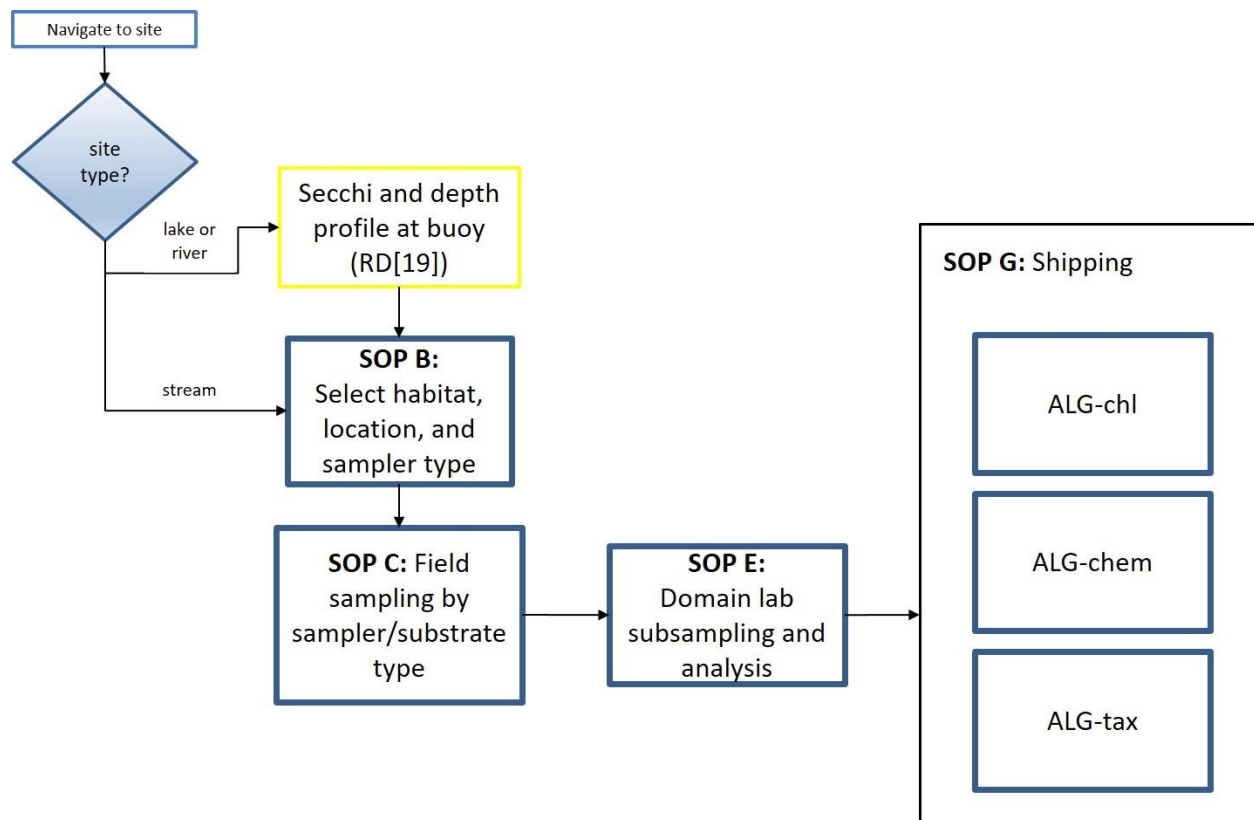 Navigate to site
site
type?
lake or
river
Secchi and depth
profile at buoy
(RD[19])
stream
SOP B:
Select habitat,
location, and
sampler type
SOP C: Field
sampling by
sampler/substrate
type
SOP E:
Domain lab
subsampling and
analysis
SOP G: Shipping
ALG-chl
ALG-chem
ALG-tax